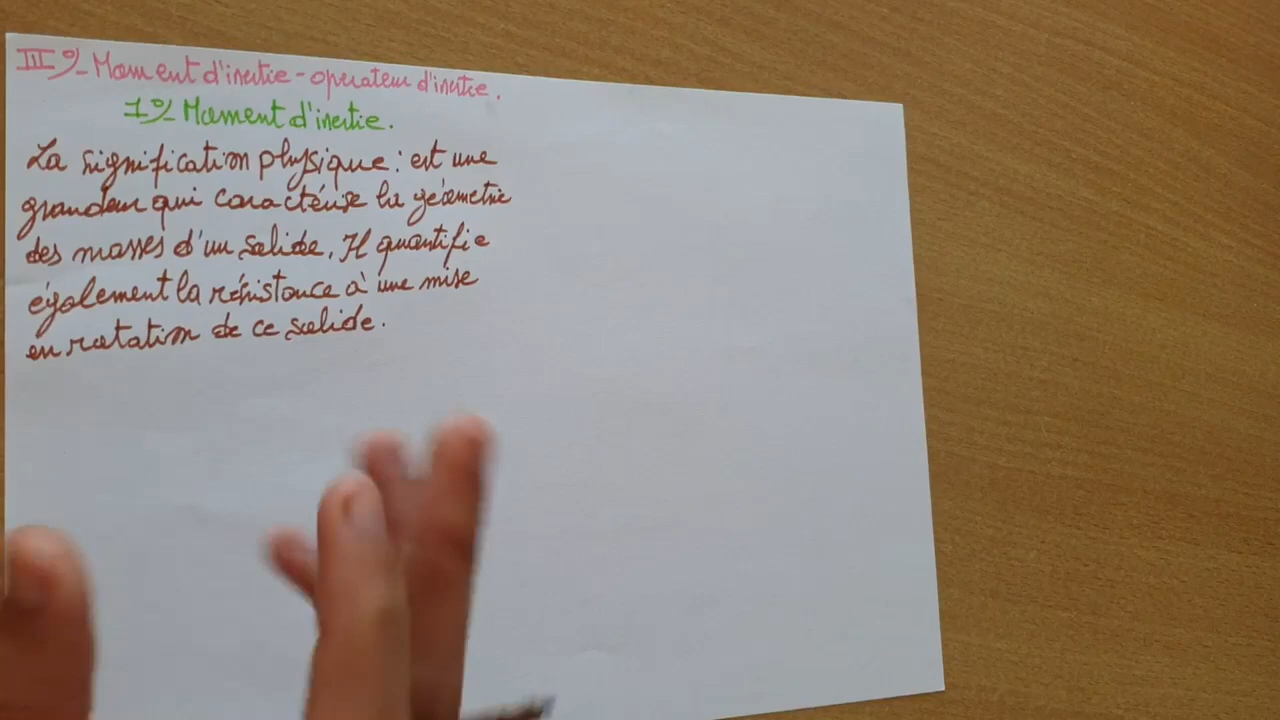 III°/- Moment d'inertie - operateur d'inertie.
1°/- Moment d'inertie.
La signification physique : est une
grandeur qui caractérise la géometrie
des masses d'un solide. Il quantifie
également la résistance à une mise
en rotation de ce solide.